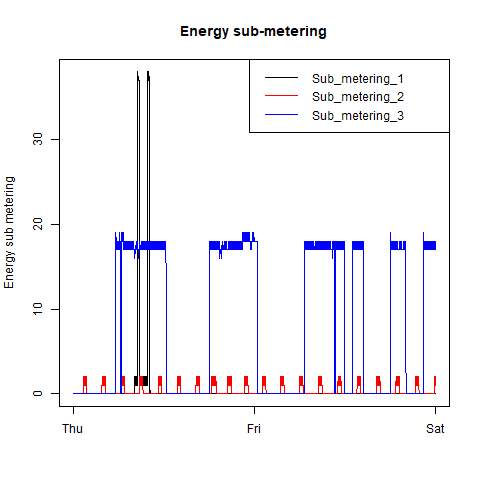 Energy sub-metering
Sub_metering_1
Sub_metering_2
Sub_metering_3
Energy sub metering
30
20
10
0
Thu
Fri
Sat